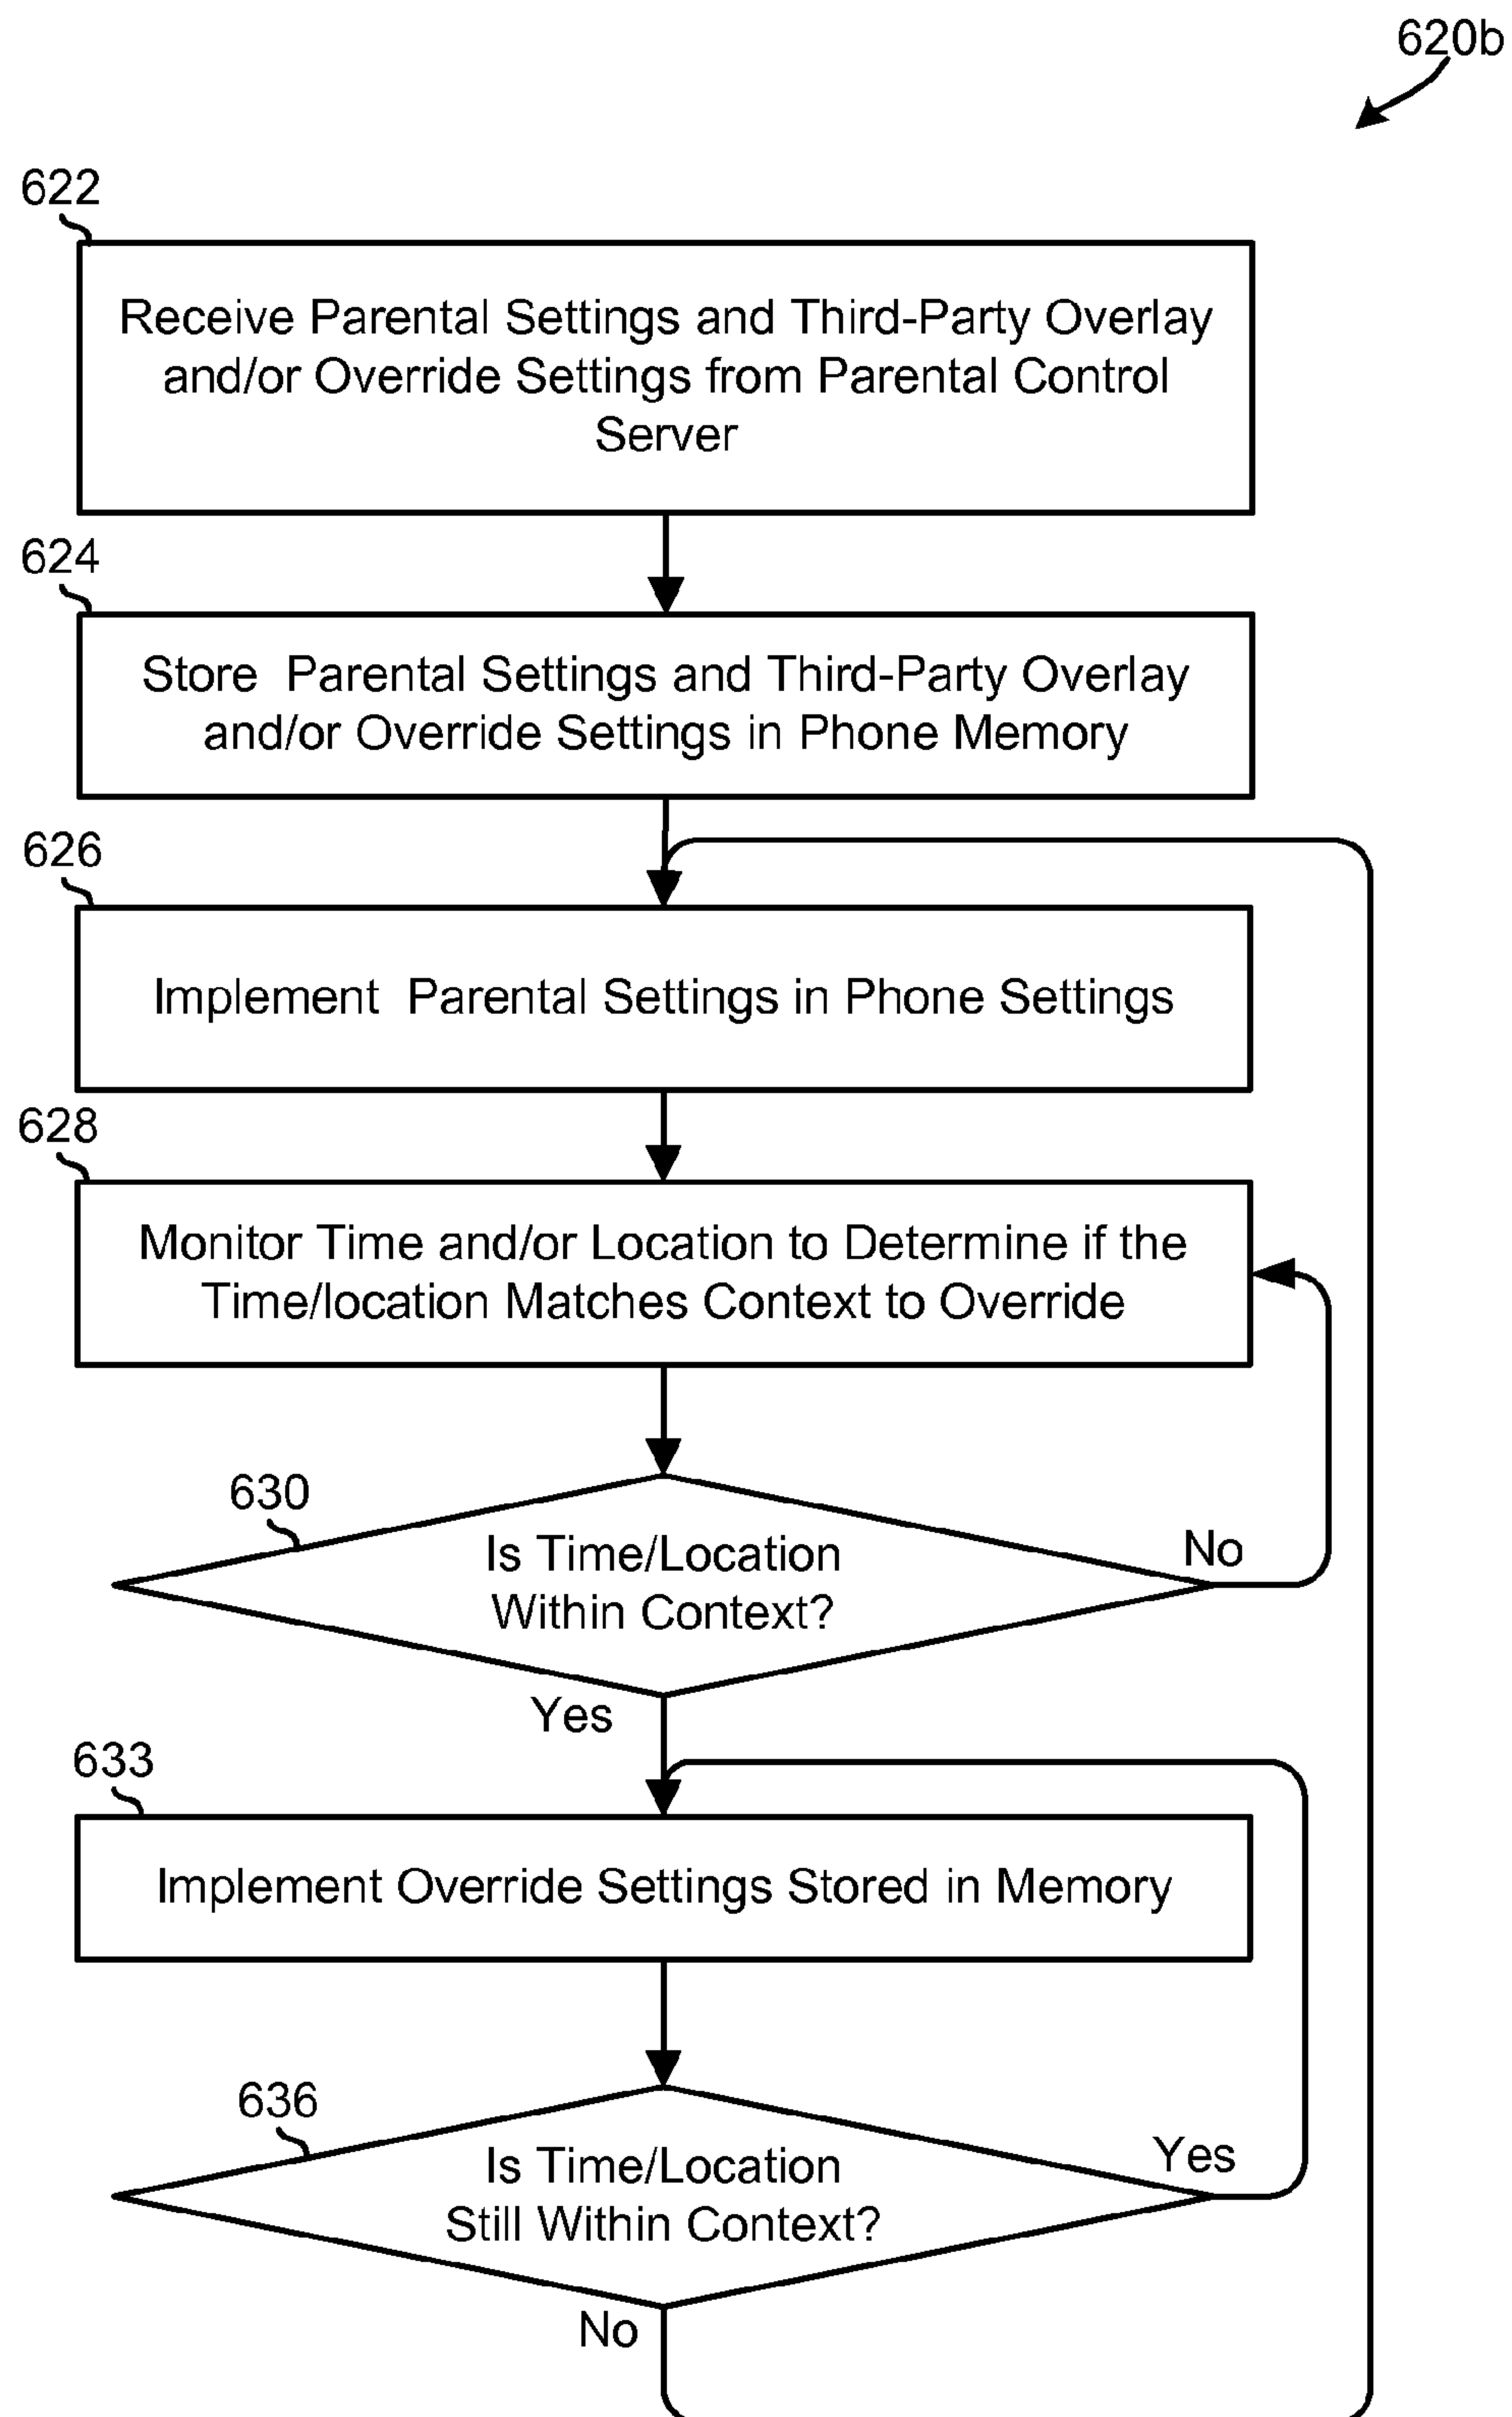 620b
622
Receive Parental Settings and Third-Party Overlay
and/or Override Settings from Parental Control
Server
624
Store Parental Settings and Third-Party Overlay
and/or Override Settings in Phone Memory
626
Implement Parental Settings in Phone Settings
628
Monitor Time and/or Location to Determine if the
Time/location Matches Context to Override
630
Is Time/Location
Within Context?
No
Yes
633
Implement Override Settings Stored in Memory
636
Is Time/Location
Still Within Context?
Yes
No